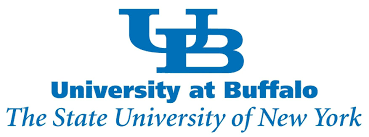 UB
University at Buffalo
The State University of New York